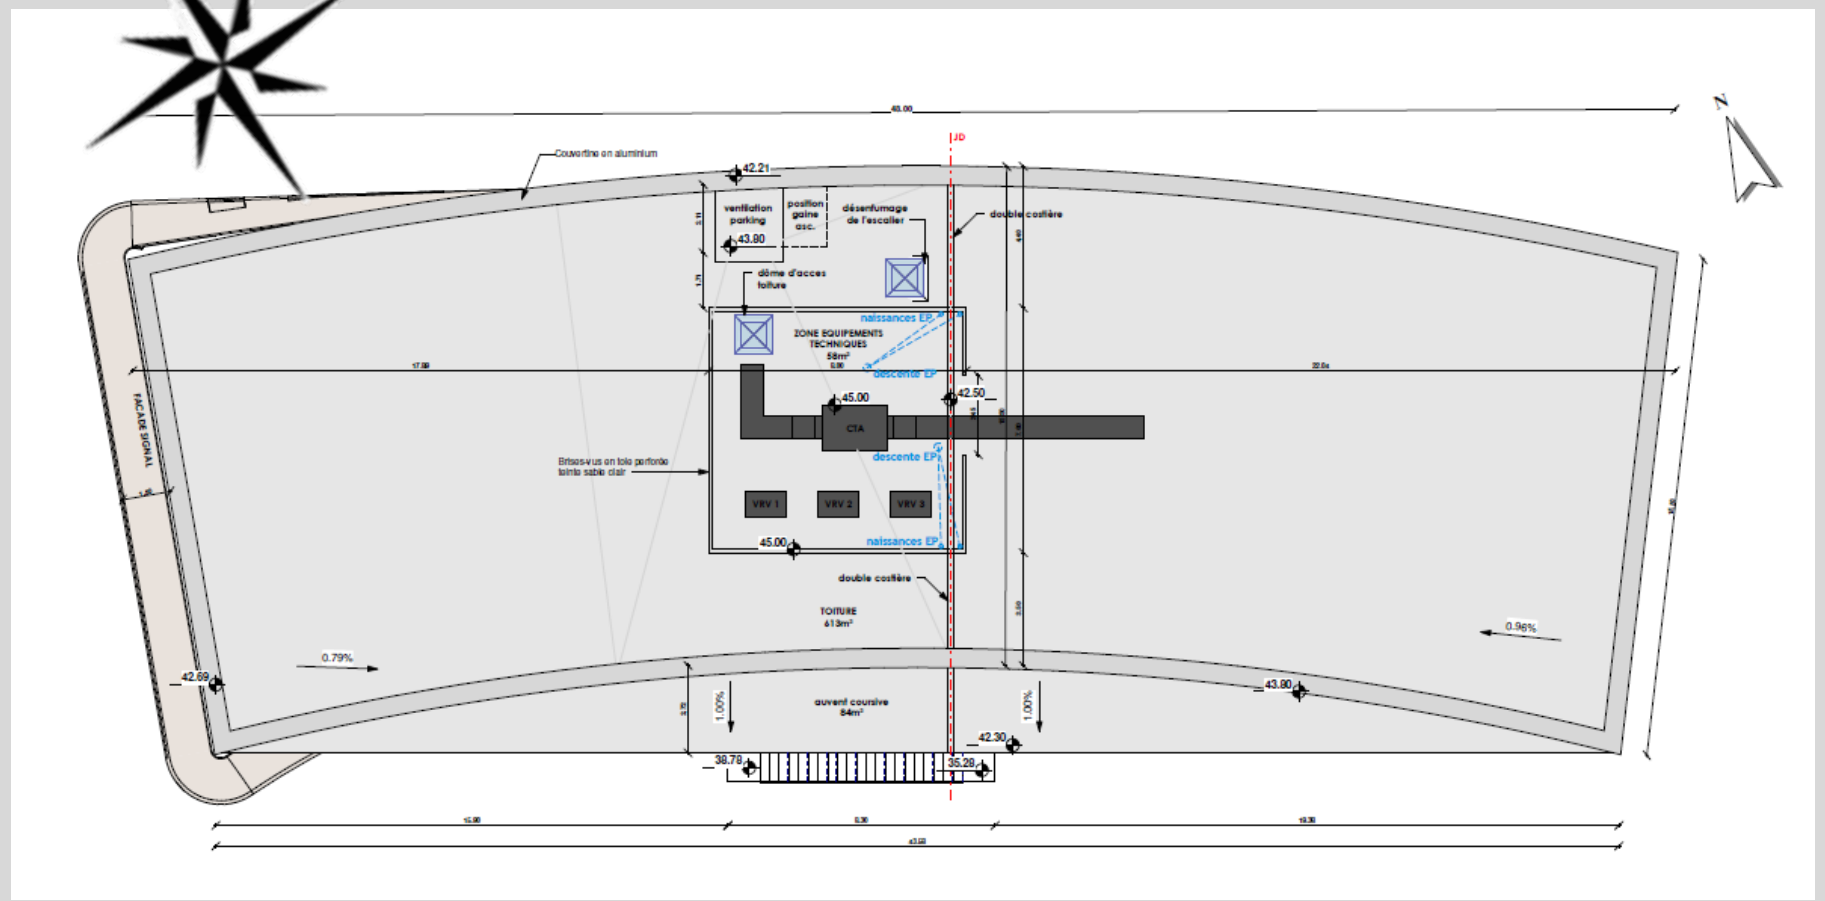 48.00
N
JD
Couvertine en aluminium
42.21
ventilation
parking
position
gaine
asc.
désenfumage
de l'escalier
double costière
43.80
dôme d'acces
toiture
naissances EP
ZONE EQUIPEMENTS
TECHNIQUES
58m²
descente EP
45.00
42.50
CTA
descente EP
FACADE SIGNAL
Brises-vus en tole perforée
teinte sable clair
VRV 1
VRV 2
VRV 3
naissances EP
45.00
double costière
TOITURE
613m²
0.79%
0.96%
42.69
43.80
auvent coursive
84m²
1.00%
1.00%
42.30
38.78
35.28